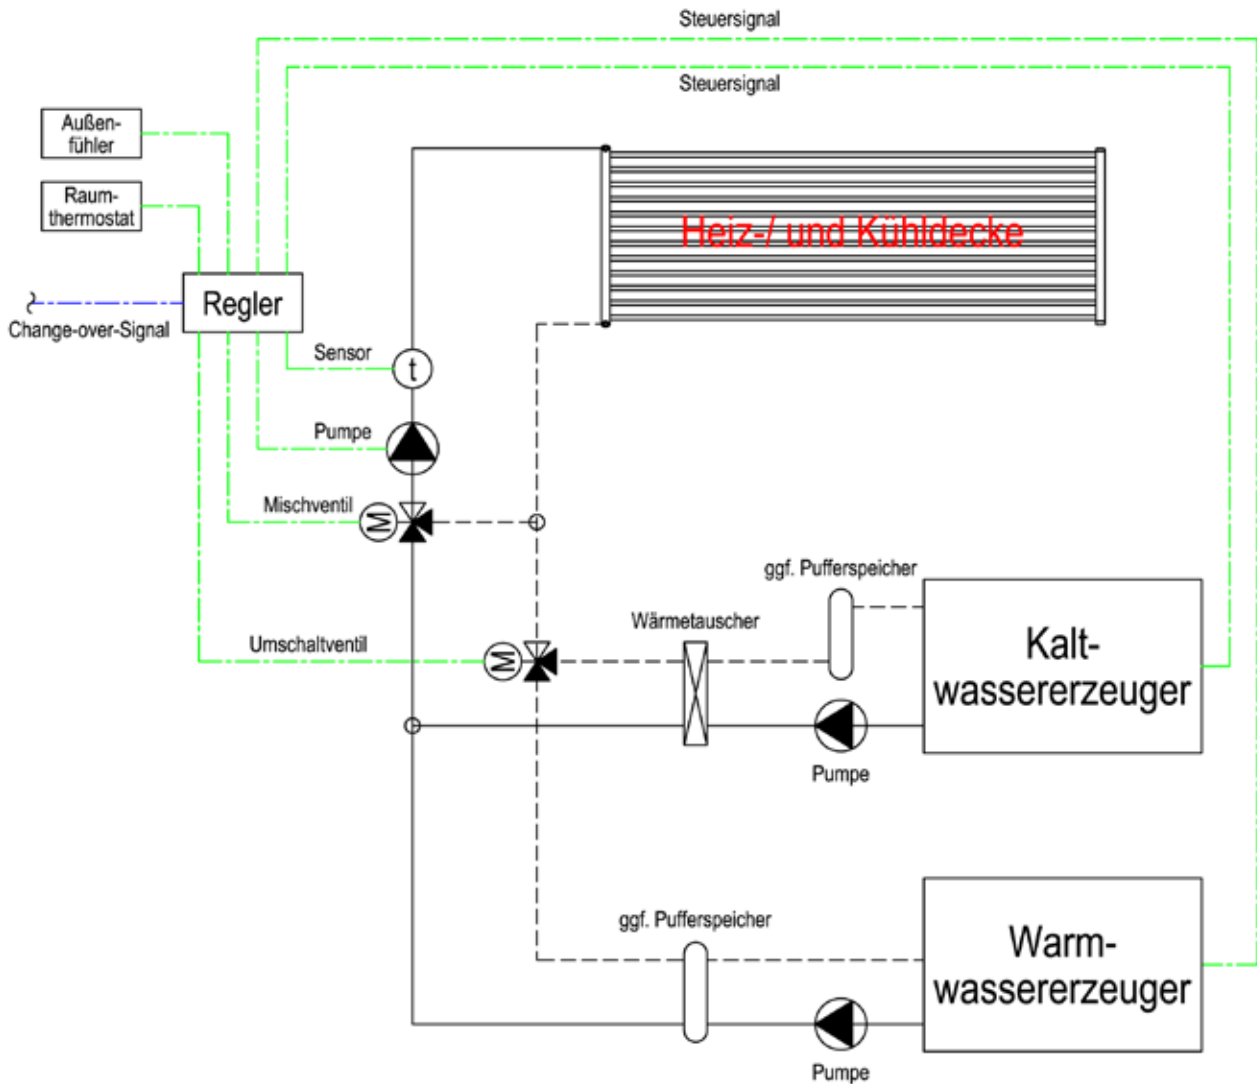 Steuersignal
Steuersignal
Außen-
fühler
Raum-
thermostat
Heiz-/ und Kühldecke
Regler
Change-over-Signal
Sensor
t
Pumpe
Mischventil
M
ggf. Pufferspeicher
Wärmetauscher
Umschaltventil
M
Kalt-
wassererzeuger
Pumpe
ggf. Pufferspeicher
Warm-
wassererzeuger
Pumpe